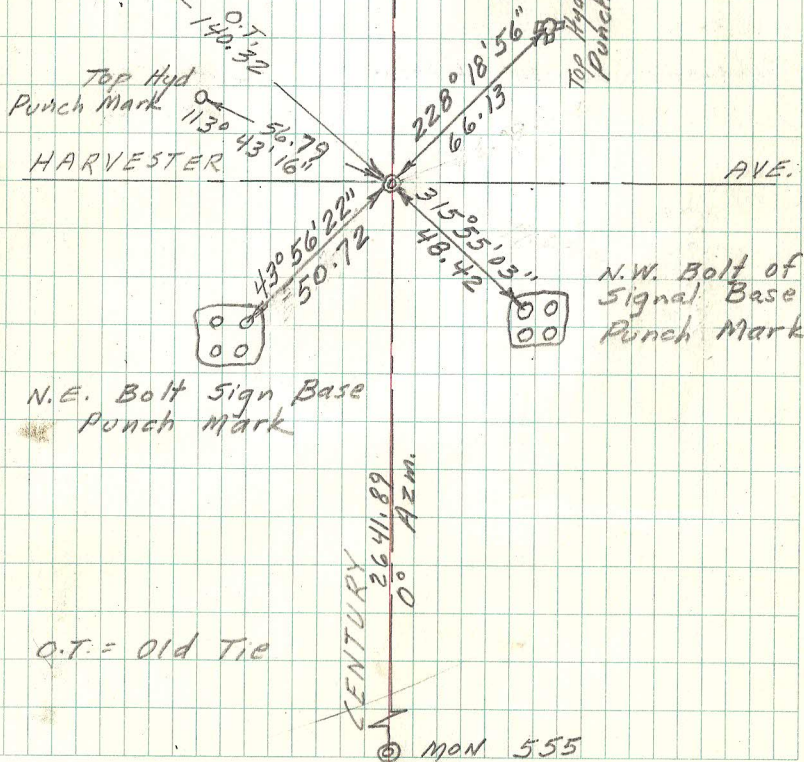 O.T.
140.32
228° 18' 56"
66.13
Top Hyd
Punch
Top Hyd
Punch Mark
56.79
113° 43' 16"
HARVESTER
AVE.
43° 56' 22"
50.72
315° 55' 03"
48.42
N.W. Bolt of
Signal Base
Punch Mark
N.E. Bolt Sign Base
Punch Mark
CENTURY
2641.89
0° Azm.
O.T. = Old Tie
MON 555